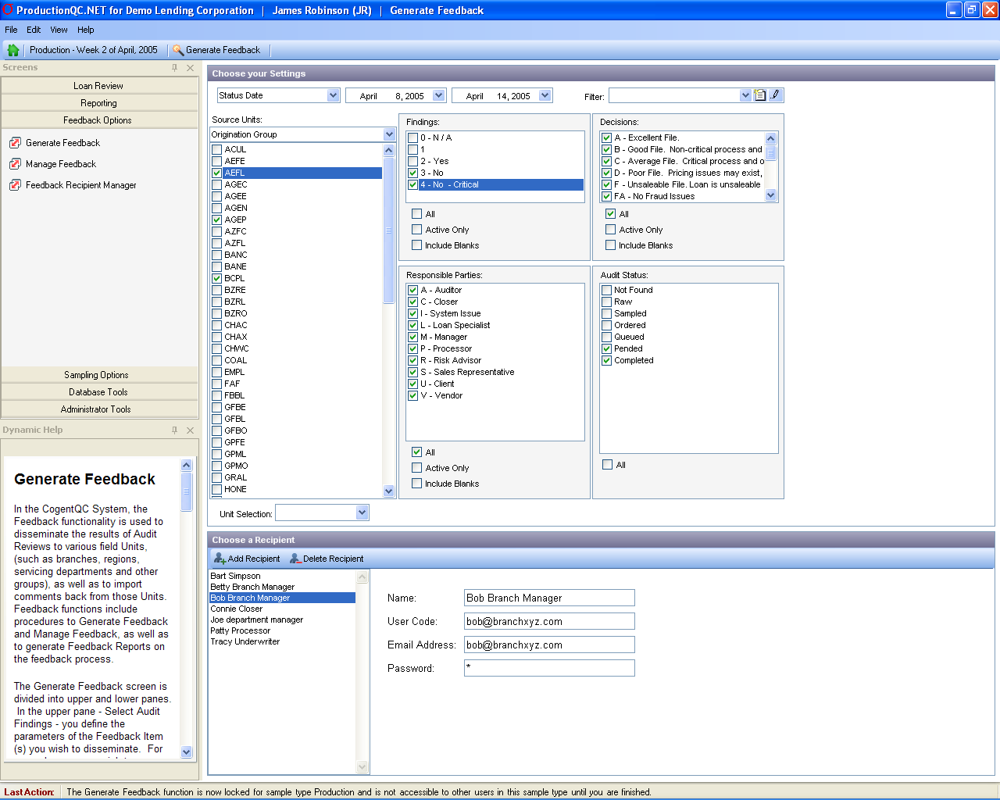 ProductionQC.NET for Demo Lending Corporation | James Robinson (JR) | Generate Feedback
File Edit View Help
Production - Week 2 of April, 2005 Generate Feedback
Screens
Loan Review
Reporting
Feedback Options
Generate Feedback
Manage Feedback
Feedback Recipient Manager
Sampling Options
Database Tools
Administrator Tools
Dynamic Help
Generate Feedback
In the CogentQC System, the
Feedback functionality is used to
disseminate the results of Audit
Reviews to various field Units,
(such as branches, regions,
servicing departments and other
groups), as well as to import
comments back from those Units.
Feedback functions include
procedures to Generate Feedback
and Manage Feedback, as well as
to generate Feedback Reports on
the feedback process.
The Generate Feedback screen is
divided into upper and lower panes.
In the upper pane - Select Audit
Findings - you define the
parameters of the Feedback Item
(s) you wish to disseminate. For
Choose your Settings
Status Date April 8, 2005 April 14, 2005 Filter:
Source Units:
Origination Group
ACUL
AEFE
AEFL
AGEC
AGEE
AGEN
AGEP
AZFC
AZFL
BANC
BANE
BCPL
BZRE
BZRL
BZRO
CHAC
CHAX
CHWC
COAL
EMPL
FAF
FBBL
GFBE
GFBL
GFBO
GPFE
GPML
GPMO
GRAL
HONE
Unit Selection:
Findings:
0 - N / A
1
2 - Yes
3 - No
4 - No - Critical
All
Active Only
Include Blanks
Decisions:
A - Excellent File.
B - Good File. Non-critical process and
C - Average File. Critical process and o
D - Poor File. Pricing issues may exist,
F - Unsaleable File. Loan is unsaleable
FA - No Fraud Issues
All
Active Only
Include Blanks
Responsible Parties:
A - Auditor
C - Closer
I - System Issue
L - Loan Specialist
M - Manager
P - Processor
R - Risk Advisor
S - Sales Representative
U - Client
V - Vendor
All
Active Only
Include Blanks
Audit Status:
Not Found
Raw
Sampled
Ordered
Queued
Pended
Completed
All
Choose a Recipient
Add Recipient Delete Recipient
Bart Simpson
Betty Branch Manager
Bob Branch Manager
Connie Closer
Joe department manager
Patty Processor
Tracy Underwriter
Name: Bob Branch Manager
User Code: bob@branchxyz.com
Email Address: bob@branchxyz.com
Password: *
Last Action: The Generate Feedback function is now locked for sample type Production and is not accessible to other users in this sample type until you are finished.